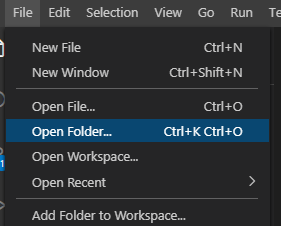 File Edit Selection View Go Run Te
New File Ctrl+N
New Window Ctrl+Shift+N
Open File... Ctrl+O
Open Folder... Ctrl+K Ctrl+O
Open Workspace...
Open Recent
1
Add Folder to Workspace...